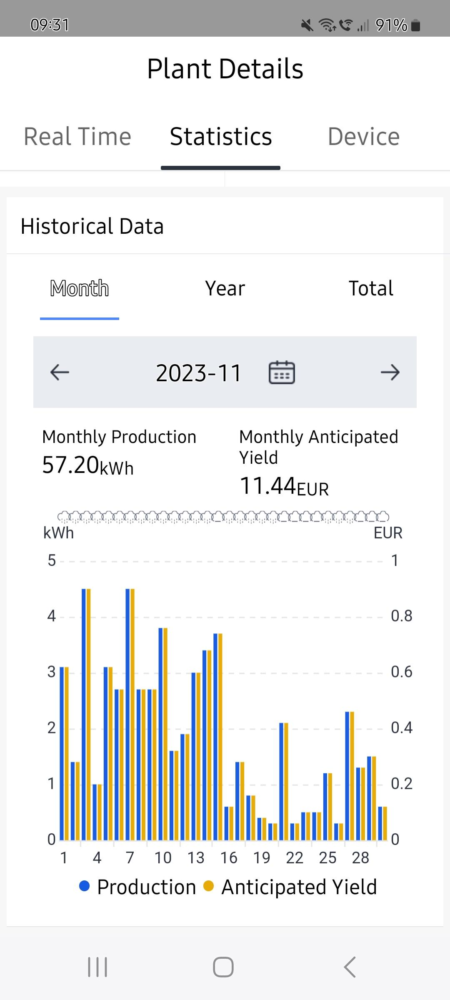 09:31 91%
Plant Details
Real Time Statistics Device
Historical Data
Month Year Total
2023-11
Monthly Production
57.20kWh
Monthly Anticipated
Yield
11.44EUR
kWh EUR
5 1
4 0.8
3 0.6
2 0.4
1 0.2
0 0
1 4 7 10 13 16 19 22 25 28
Production Anticipated Yield